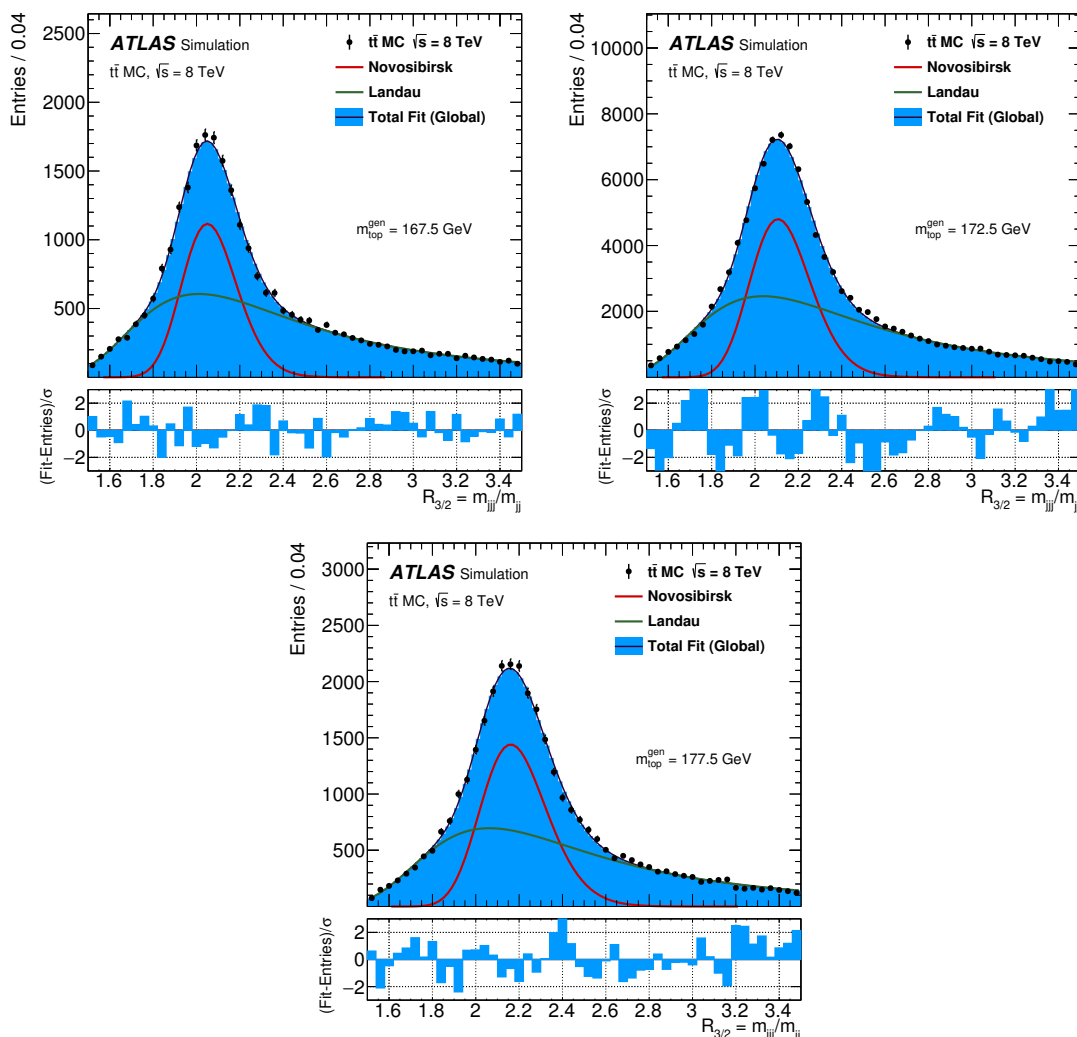 Entries / 0.04
2500
2000
1500
1000
500
ATLAS Simulation
tt̄ MC, √s = 8 TeV
tt̄ MC √s = 8 TeV
Novosibirsk
Landau
Total Fit (Global)
m_top^gen = 167.5 GeV
(Fit-Entries)/σ
2
0
−2
1.6 1.8 2 2.2 2.4 2.6 2.8 3 3.2 3.4
R_3/2 = m_jjj/m_jj
Entries / 0.04
10000
8000
6000
4000
2000
ATLAS Simulation
tt̄ MC, √s = 8 TeV
tt̄ MC √s = 8 TeV
Novosibirsk
Landau
Total Fit (Global)
m_top^gen = 172.5 GeV
(Fit-Entries)/σ
2
0
−2
1.6 1.8 2 2.2 2.4 2.6 2.8 3 3.2 3.4
R_3/2 = m_jjj/m_jj
Entries / 0.04
3000
2500
2000
1500
1000
500
ATLAS Simulation
tt̄ MC, √s = 8 TeV
tt̄ MC √s = 8 TeV
Novosibirsk
Landau
Total Fit (Global)
m_top^gen = 177.5 GeV
(Fit-Entries)/σ
2
0
−2
1.6 1.8 2 2.2 2.4 2.6 2.8 3 3.2 3.4
R_3/2 = m_jjj/m_jj